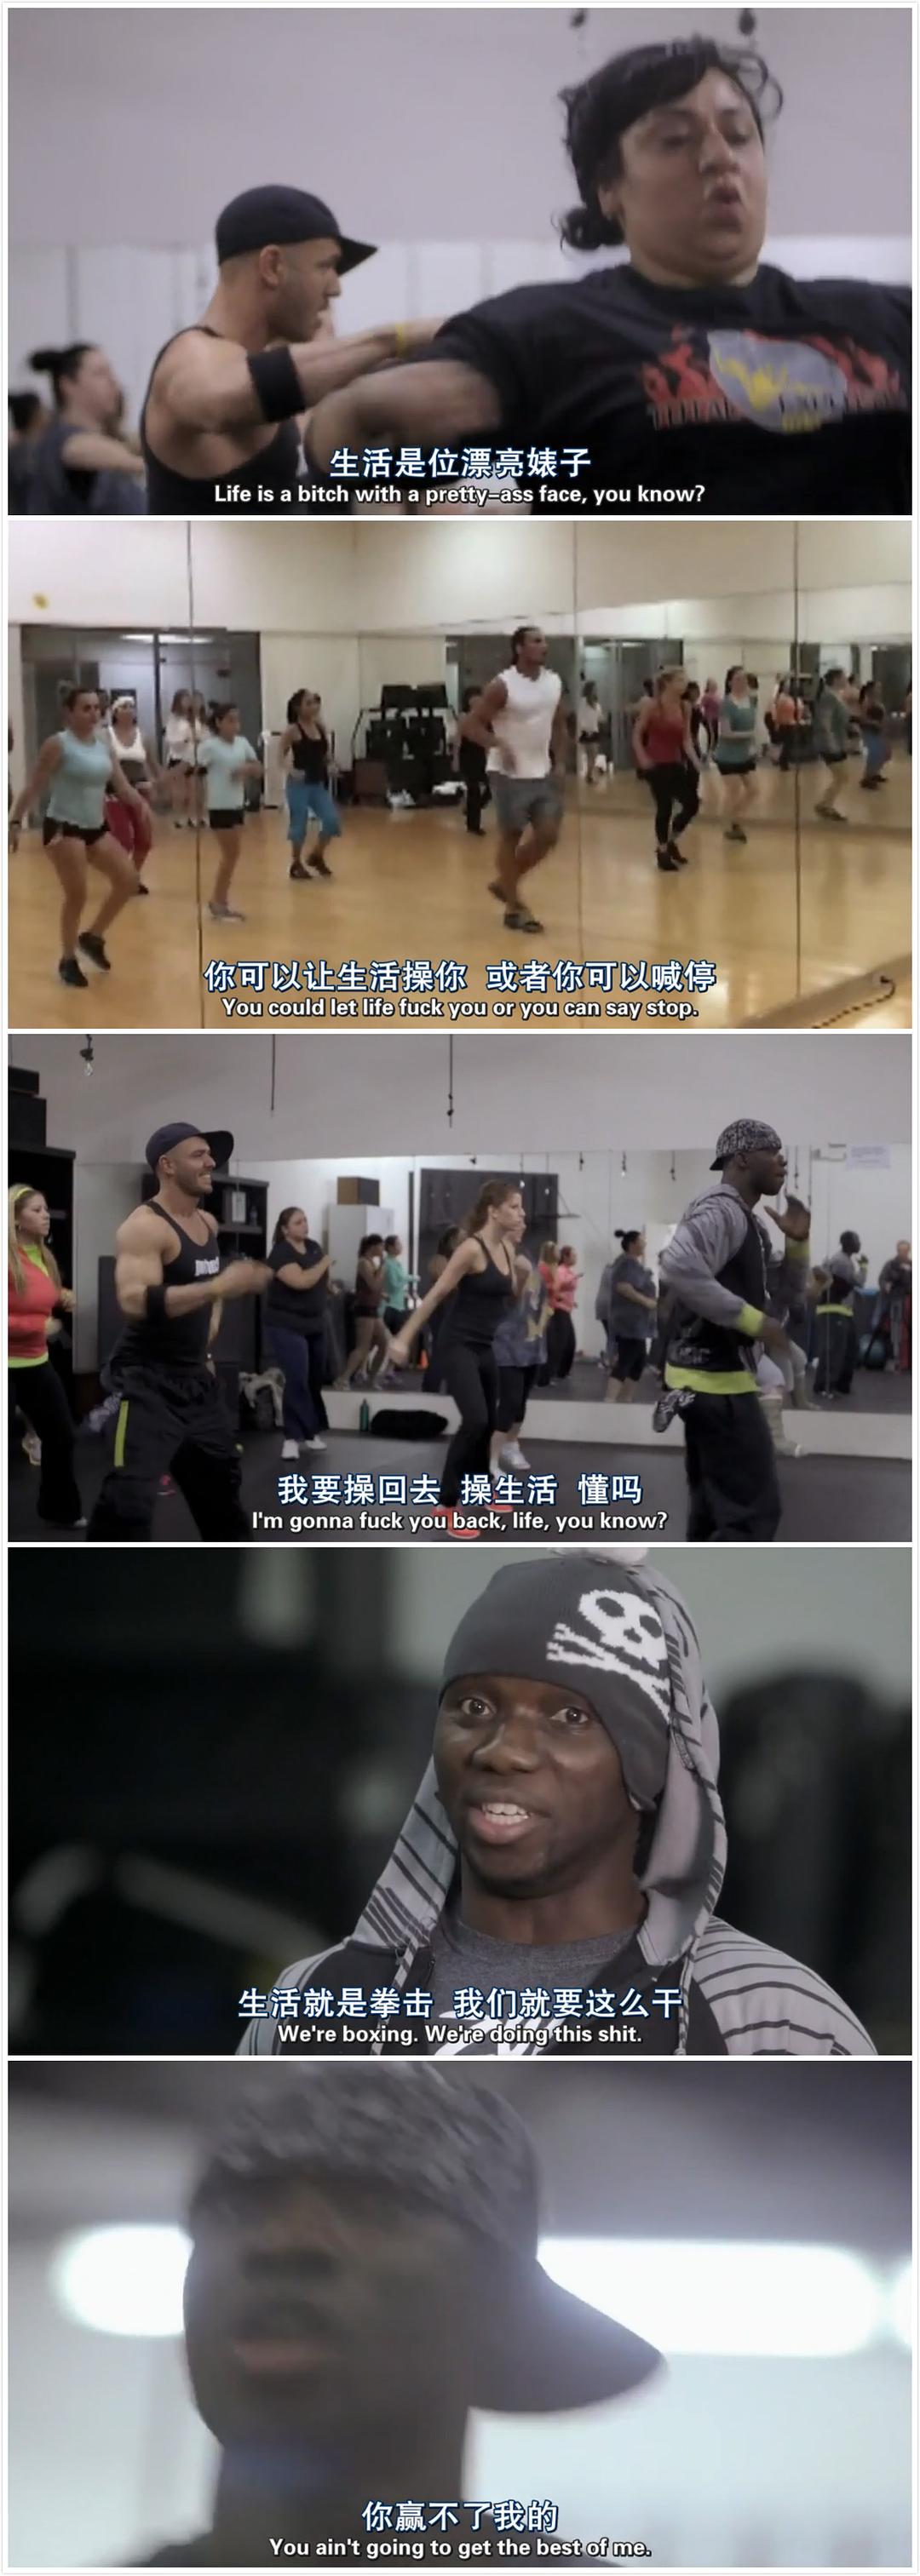 生活是位漂亮婊子
Life is a bitch with a pretty-ass face, you know?
你可以让生活操你 或者你可以喊停
You could let life fuck you or you can say stop.
我要操回去 操生活 懂吗
I'm gonna fuck you back, life, you know?
生活就是拳击 我们就要这么干
We're boxing. We're doing this shit.
你赢不了我的
You ain't going to get the best of me.